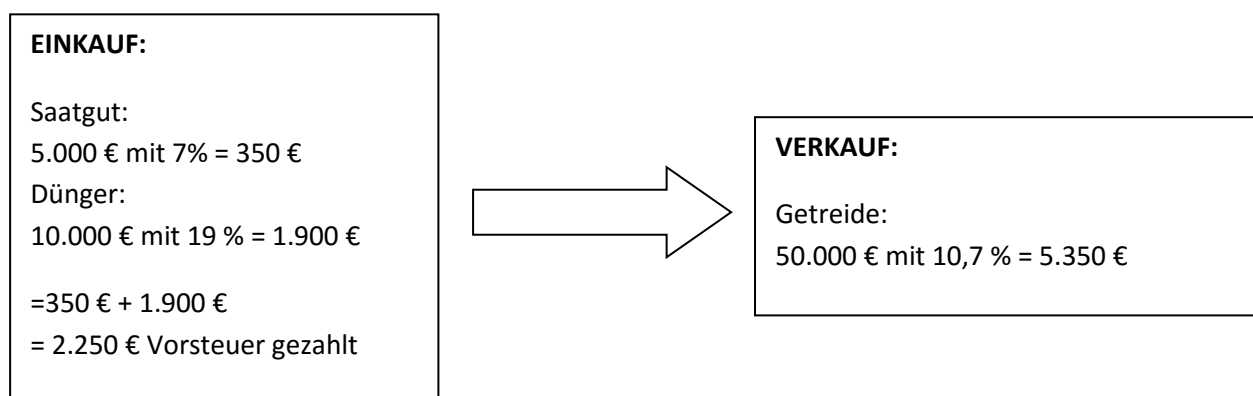 EINKAUF:
Saatgut:
5.000 € mit 7% = 350 €
Dünger:
10.000 € mit 19 % = 1.900 €
=350 € + 1.900 €
= 2.250 € Vorsteuer gezahlt
VERKAUF:
Getreide:
50.000 € mit 10,7 % = 5.350 €